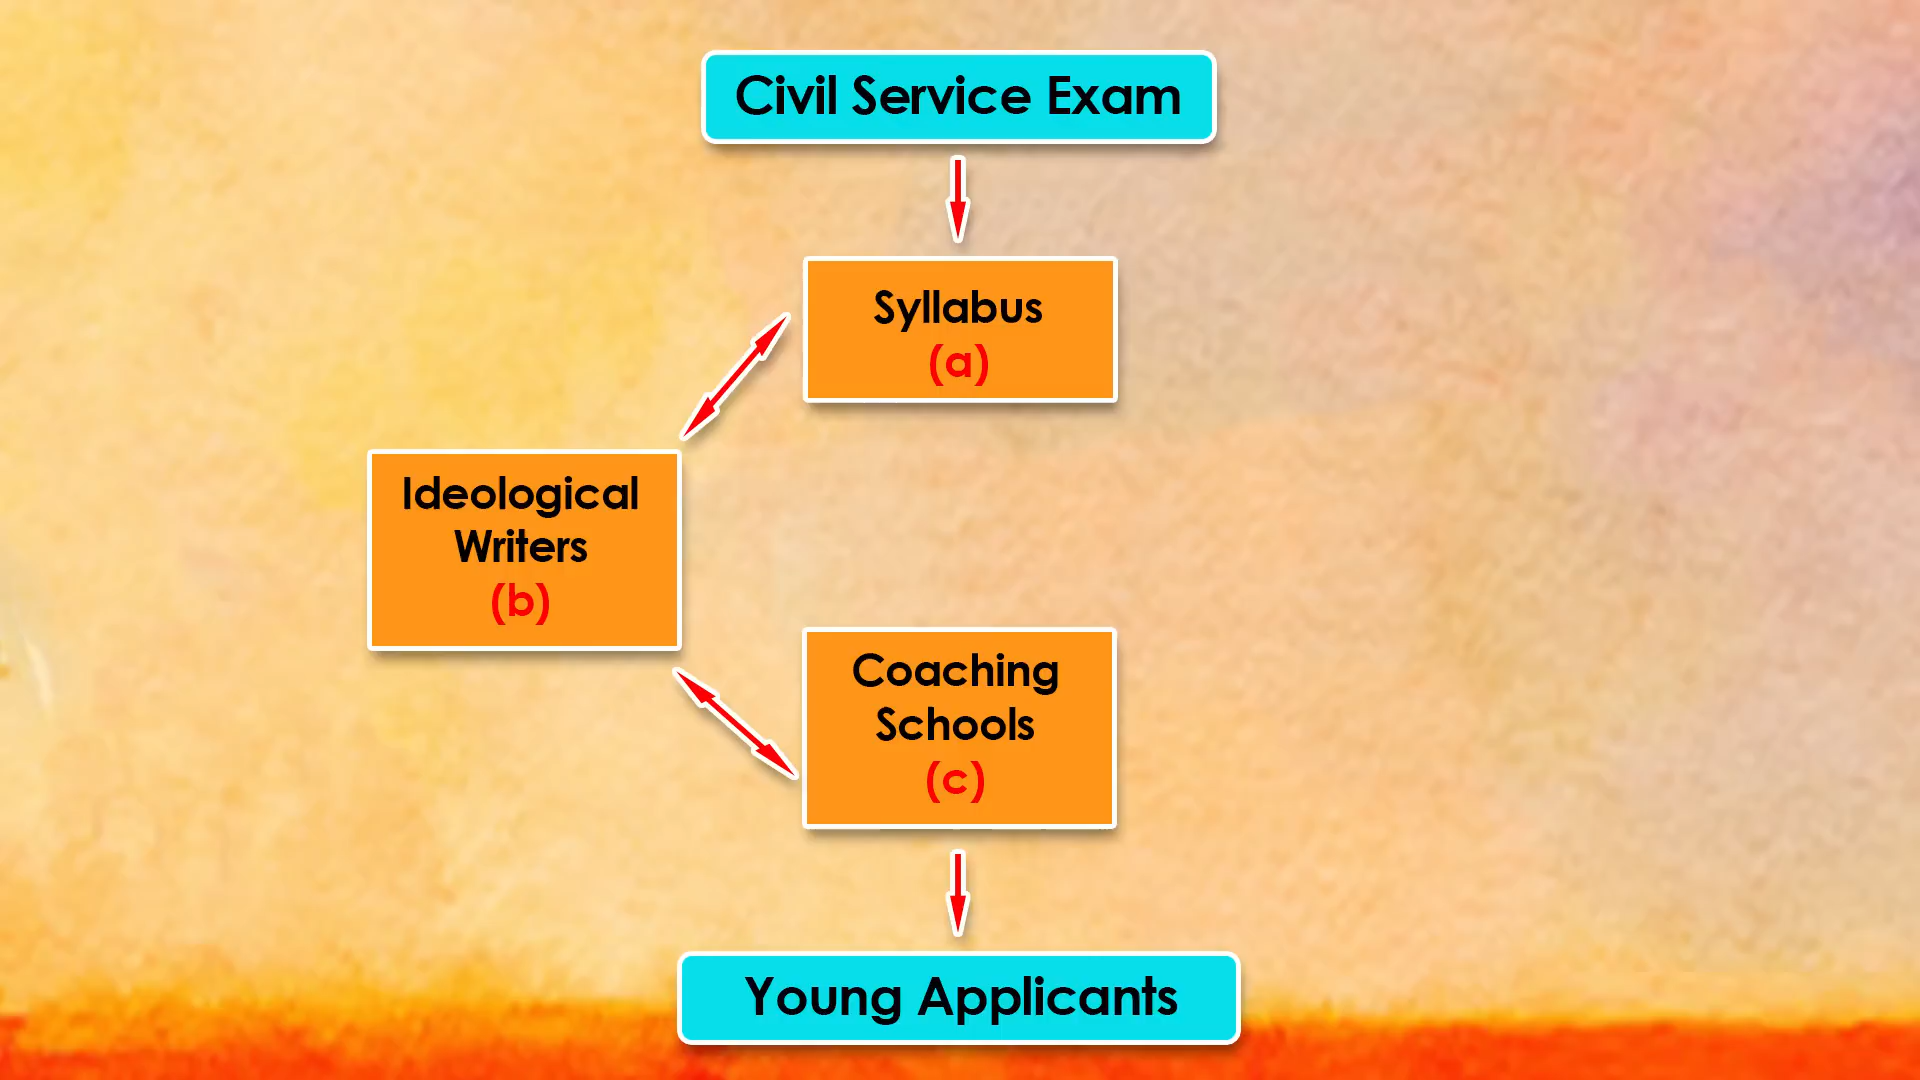 Civil Service Exam
Syllabus
(a)
Ideological
Writers
(b)
Coaching
Schools
(c)
Young Applicants